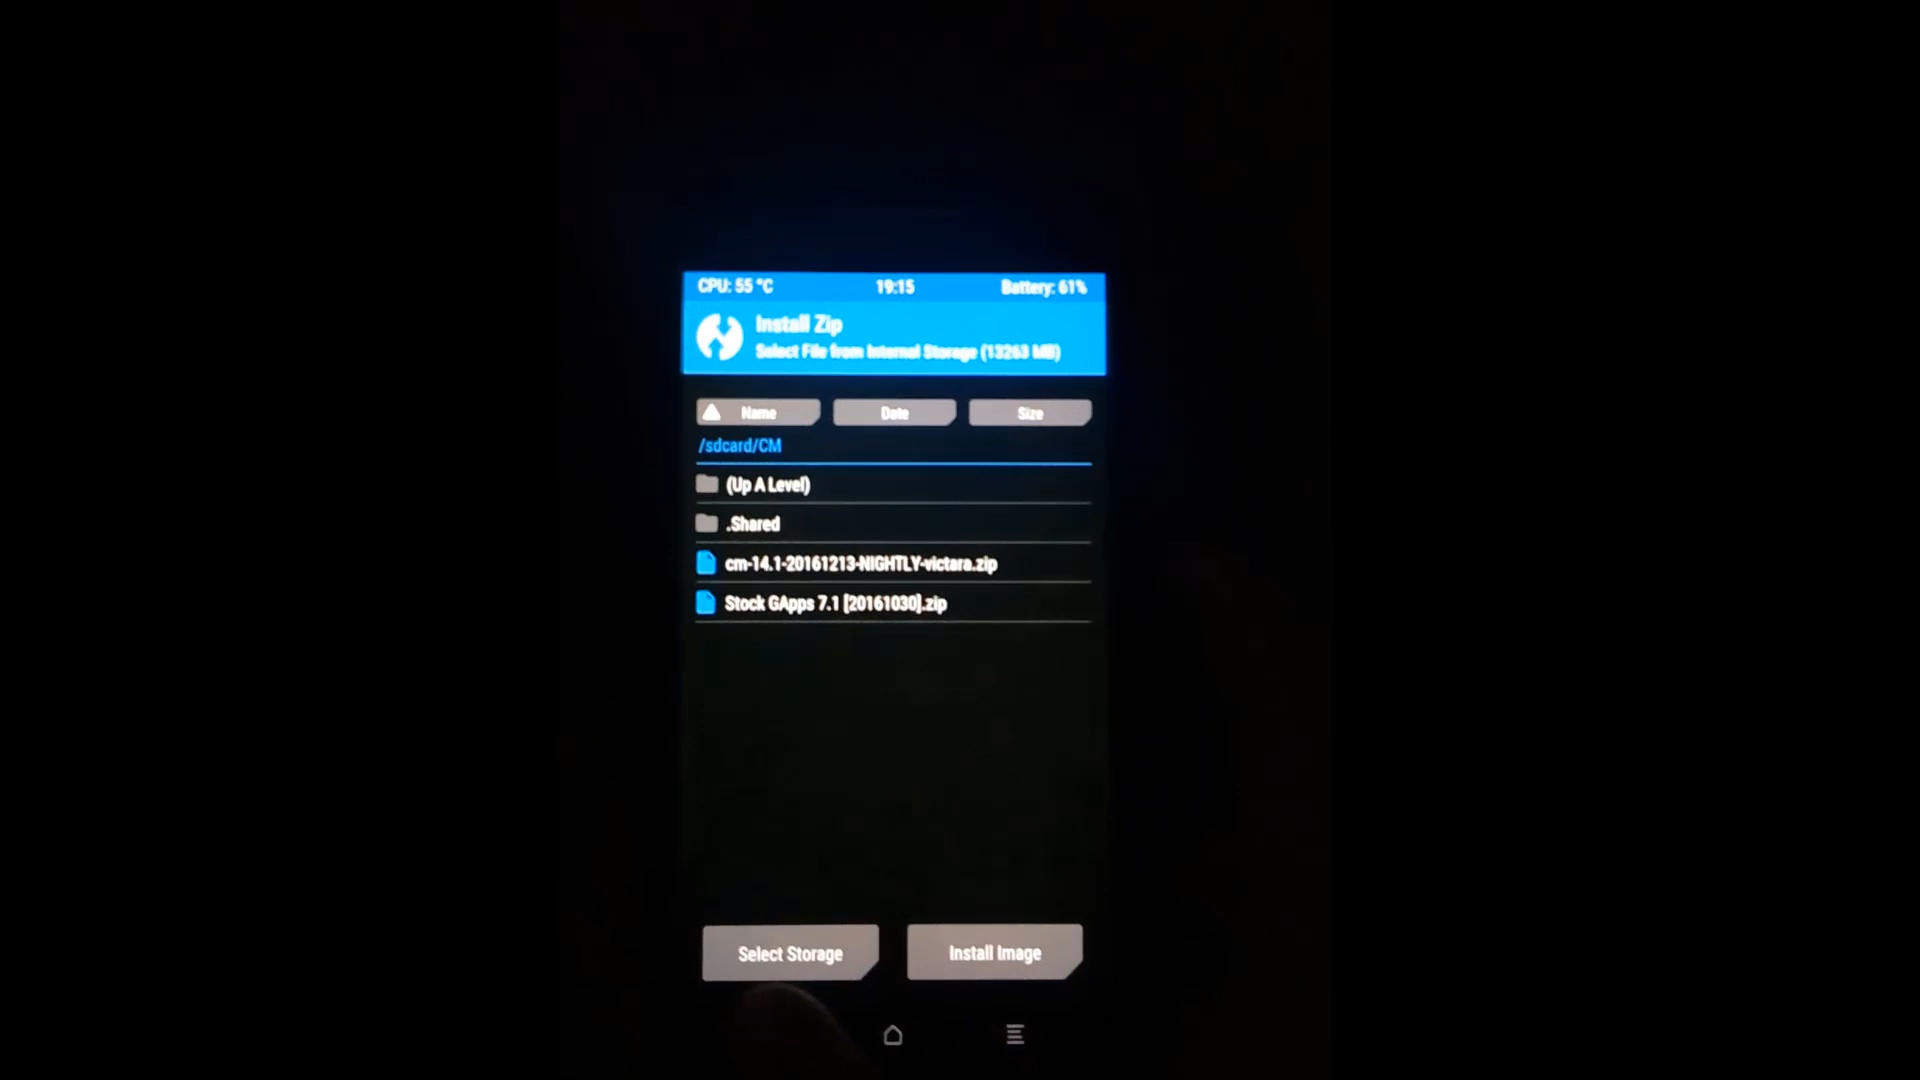 CPU: 55 °C 19:15 Battery: 61%
Install Zip
Select File from Internal Storage (13263 MB)
Name Date Size
/sdcard/CM
(Up A Level)
.Shared
cm-14.1-20161213-NIGHTLY-victara.zip
Stock GApps 7.1 [20161030].zip
Select Storage Install Image